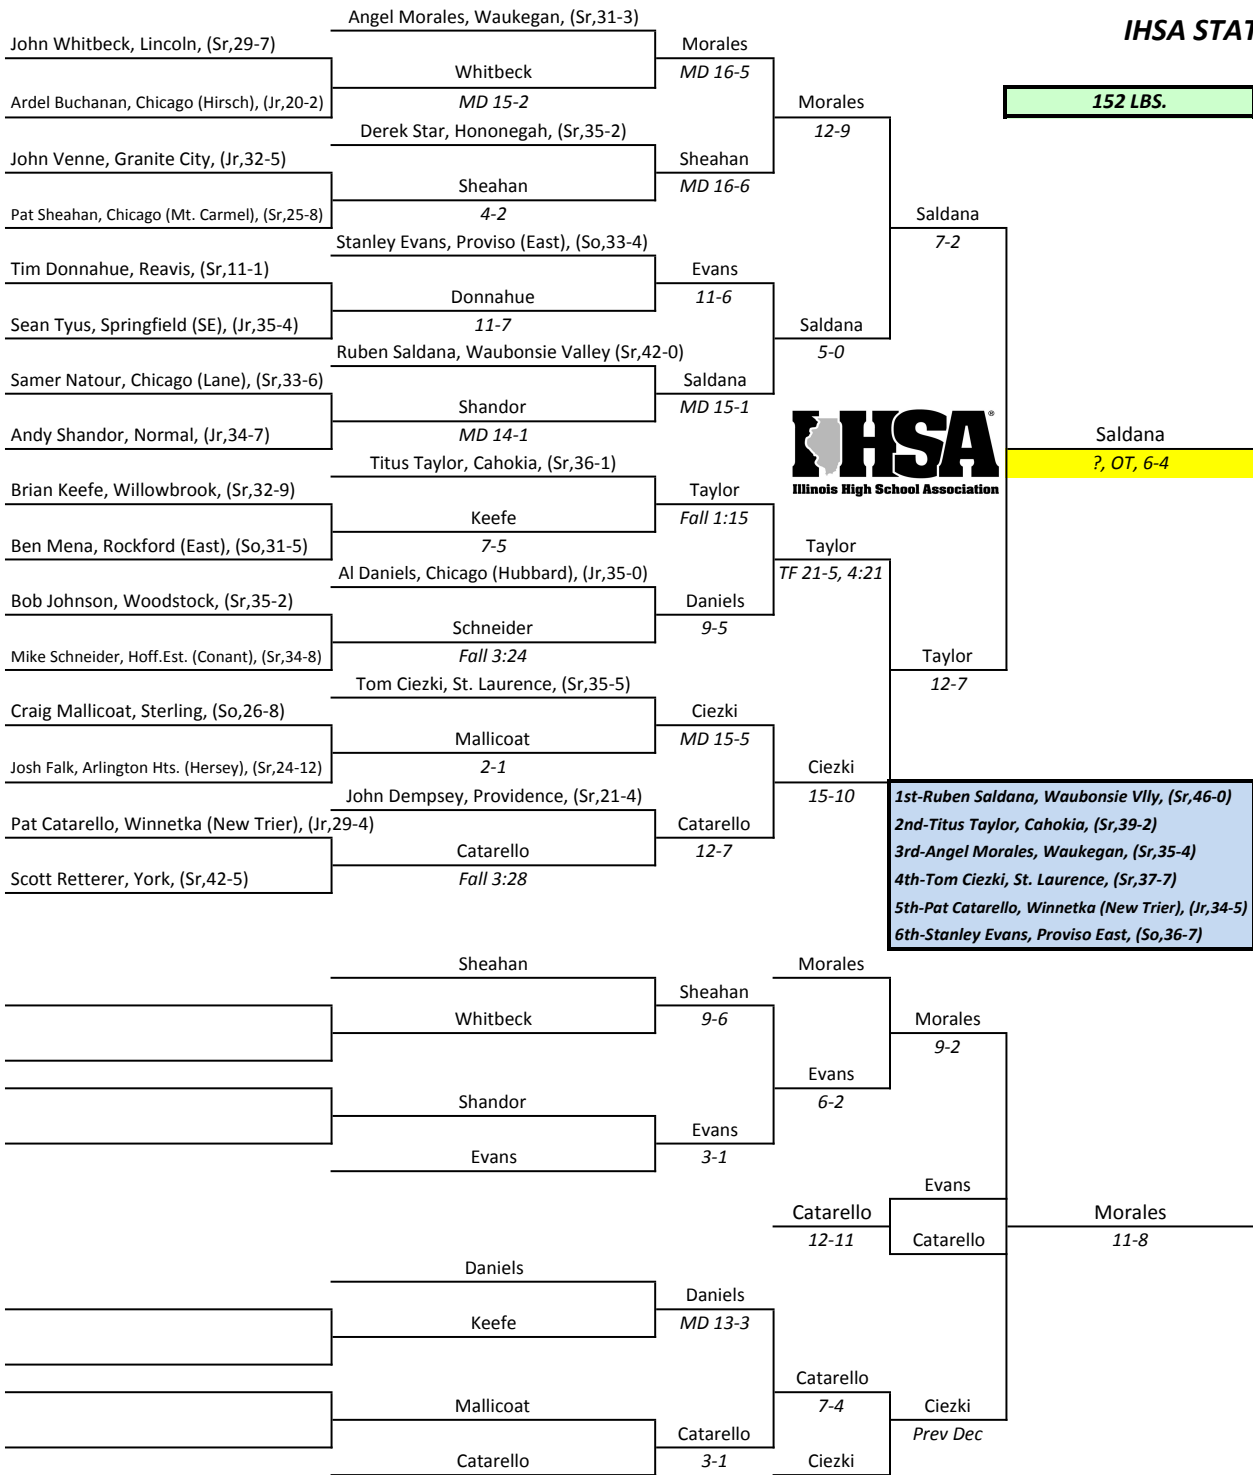 IHSA STAT
152 LBS.
John Whitbeck, Lincoln, (Sr,29-7)
Ardel Buchanan, Chicago (Hirsch), (Jr,20-2)
John Venne, Granite City, (Jr,32-5)
Pat Sheahan, Chicago (Mt. Carmel), (Sr,25-8)
Tim Donnahue, Reavis, (Sr,11-1)
Sean Tyus, Springfield (SE), (Jr,35-4)
Samer Natour, Chicago (Lane), (Sr,33-6)
Andy Shandor, Normal, (Jr,34-7)
Brian Keefe, Willowbrook, (Sr,32-9)
Ben Mena, Rockford (East), (So,31-5)
Bob Johnson, Woodstock, (Sr,35-2)
Mike Schneider, Hoff.Est. (Conant), (Sr,34-8)
Craig Mallicoat, Sterling, (So,26-8)
Josh Falk, Arlington Hts. (Hersey), (Sr,24-12)
Pat Catarello, Winnetka (New Trier), (Jr,29-4)
Scott Retterer, York, (Sr,42-5)
Angel Morales, Waukegan, (Sr,31-3)
Whitbeck
MD 15-2
Derek Star, Hononegah, (Sr,35-2)
Sheahan
4-2
Stanley Evans, Proviso (East), (So,33-4)
Donnahue
11-7
Ruben Saldana, Waubonsie Valley (Sr,42-0)
Shandor
MD 14-1
Titus Taylor, Cahokia, (Sr,36-1)
Keefe
7-5
Al Daniels, Chicago (Hubbard), (Jr,35-0)
Schneider
Fall 3:24
Tom Ciezki, St. Laurence, (Sr,35-5)
Mallicoat
2-1
John Dempsey, Providence, (Sr,21-4)
Catarello
Fall 3:28
Morales
MD 16-5
Sheahan
MD 16-6
Evans
11-6
Saldana
MD 15-1
Taylor
Fall 1:15
Daniels
9-5
Ciezki
MD 15-5
Catarello
12-7
Morales
12-9
Saldana
5-0
Taylor
TF 21-5, 4:21
Ciezki
15-10
Saldana
7-2
Taylor
12-7
IHSA®
Illinois High School Association
Saldana
?, OT, 6-4
1st-Ruben Saldana, Waubonsie Vlly, (Sr,46-0)
2nd-Titus Taylor, Cahokia, (Sr,39-2)
3rd-Angel Morales, Waukegan, (Sr,35-4)
4th-Tom Ciezki, St. Laurence, (Sr,37-7)
5th-Pat Catarello, Winnetka (New Trier), (Jr,34-5)
6th-Stanley Evans, Proviso East, (So,36-7)
Sheahan
Whitbeck
Shandor
Evans
Sheahan
9-6
Evans
3-1
Morales
Evans
6-2
Morales
9-2
Evans
Catarello
Catarello
12-11
Morales
11-8
Daniels
Keefe
Mallicoat
Catarello
Daniels
MD 13-3
Catarello
3-1
Catarello
7-4
Ciezki
Ciezki
Prev Dec